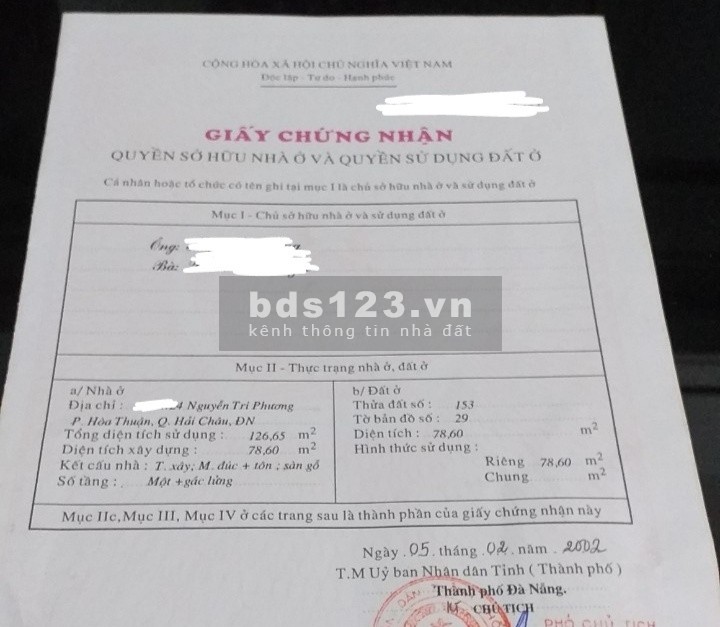 CỘNG HÒA XÃ HỘI CHỦ NGHĨA VIỆT NAM
Độc lập - Tự do - Hạnh phúc
GIẤY CHỨNG NHẬN
QUYỀN SỞ HỮU NHÀ Ở VÀ QUYỀN SỬ DỤNG ĐẤT Ở
Cá nhân hoặc tổ chức có tên ghi tại mục I là chủ sở hữu nhà ở và sử dụng đất ở
Mục I - Chủ sở hữu nhà ở và sử dụng đất ở
Ông:
Bà:
bds123.vn
kênh thông tin nhà đất
Mục II - Thực trạng nhà ở, đất ở
a/ Nhà ở
Địa chỉ : Nguyễn Tri Phương
P. Hòa Thuận, Q. Hải Châu, ĐN
Tổng diện tích sử dụng : 126,65 m2
Diện tích xây dựng : 78,60 m2
Kết cấu nhà : T. xây; M. đúc + tôn ; sàn gỗ
Số tầng : Một + gác lửng
b/ Đất ở
Thửa đất số : 153
Tờ bản đồ số : 29
Diện tích : 78,60 m2
Hình thức sử dụng :
Riêng 78,60 m2
Chung m2
Mục IIc, Mục III, Mục IV ở các trang sau là thành phần của giấy chứng nhận này
Ngày . 05 . tháng . 02 . năm . 2002
T.M Uỷ ban Nhân dân Tỉnh ( Thành phố )
Thành phố Đà Nẵng.
CHỦ TỊCH
PHÓ CHỦ TỊCH